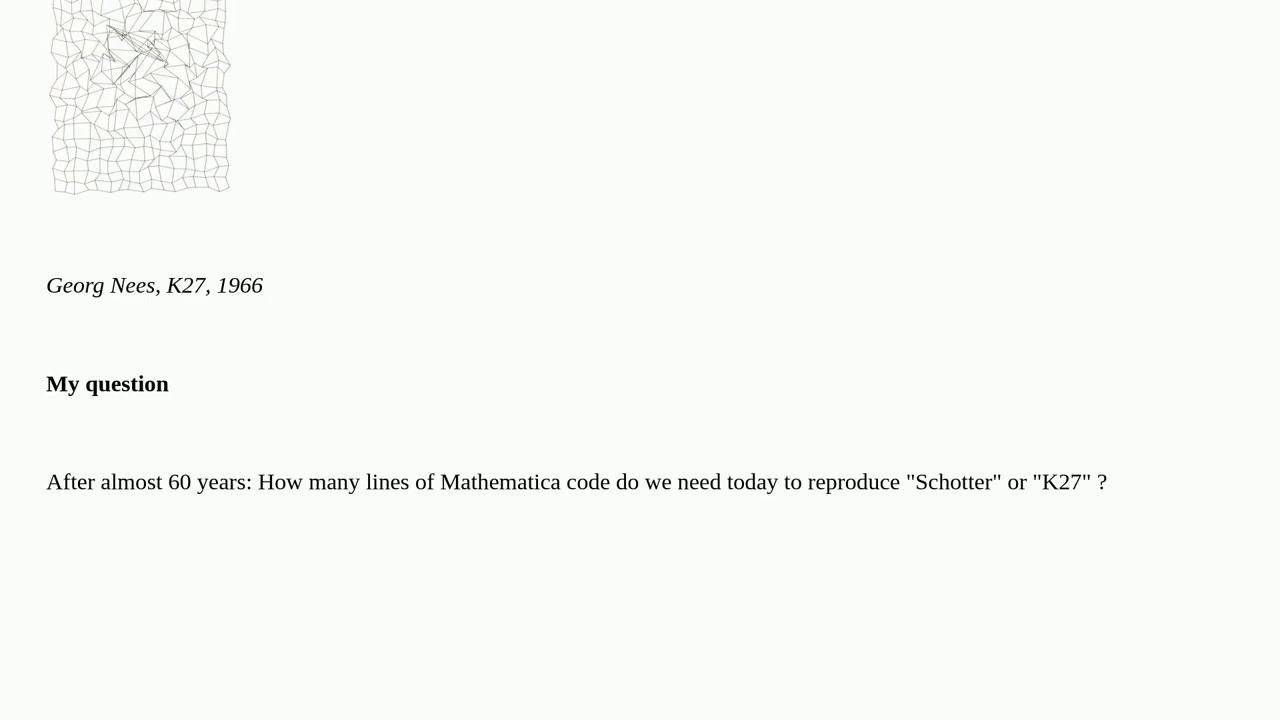 Georg Nees, K27, 1966
My question
After almost 60 years: How many lines of Mathematica code do we need today to reproduce "Schotter" or "K27" ?